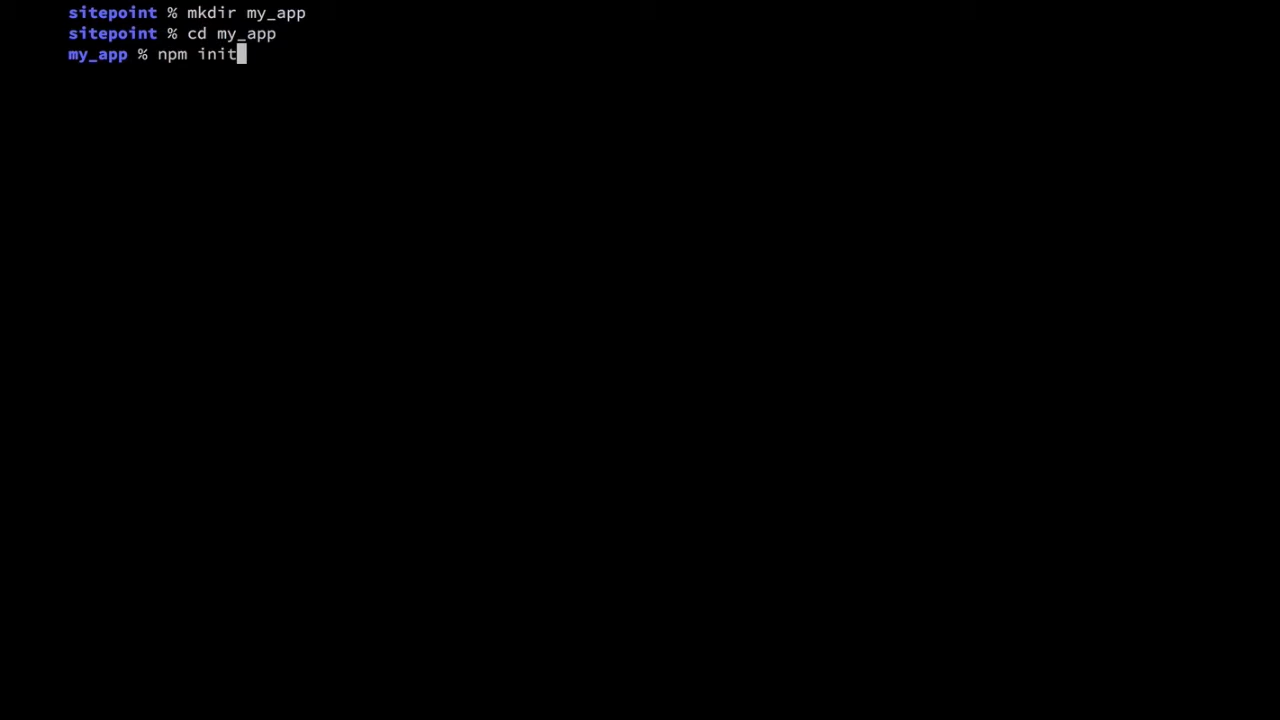 sitepoint % mkdir my_app
sitepoint % cd my_app
my_app % npm init